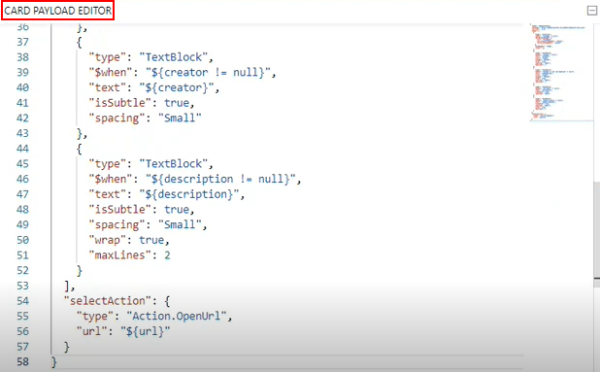 CARD PAYLOAD EDITOR
36 },
37 {
38 "type": "TextBlock",
39 "$when": "${creator != null}",
40 "text": "${creator}",
41 "isSubtle": true,
42 "spacing": "Small"
43 },
44 {
45 "type": "TextBlock",
46 "$when": "${description != null}",
47 "text": "${description}",
48 "isSubtle": true,
49 "spacing": "Small",
50 "wrap": true,
51 "maxLines": 2
52 }
53 ],
54 "selectAction": {
55 "type": "Action.OpenUrl",
56 "url": "${url}"
57 }
58 }